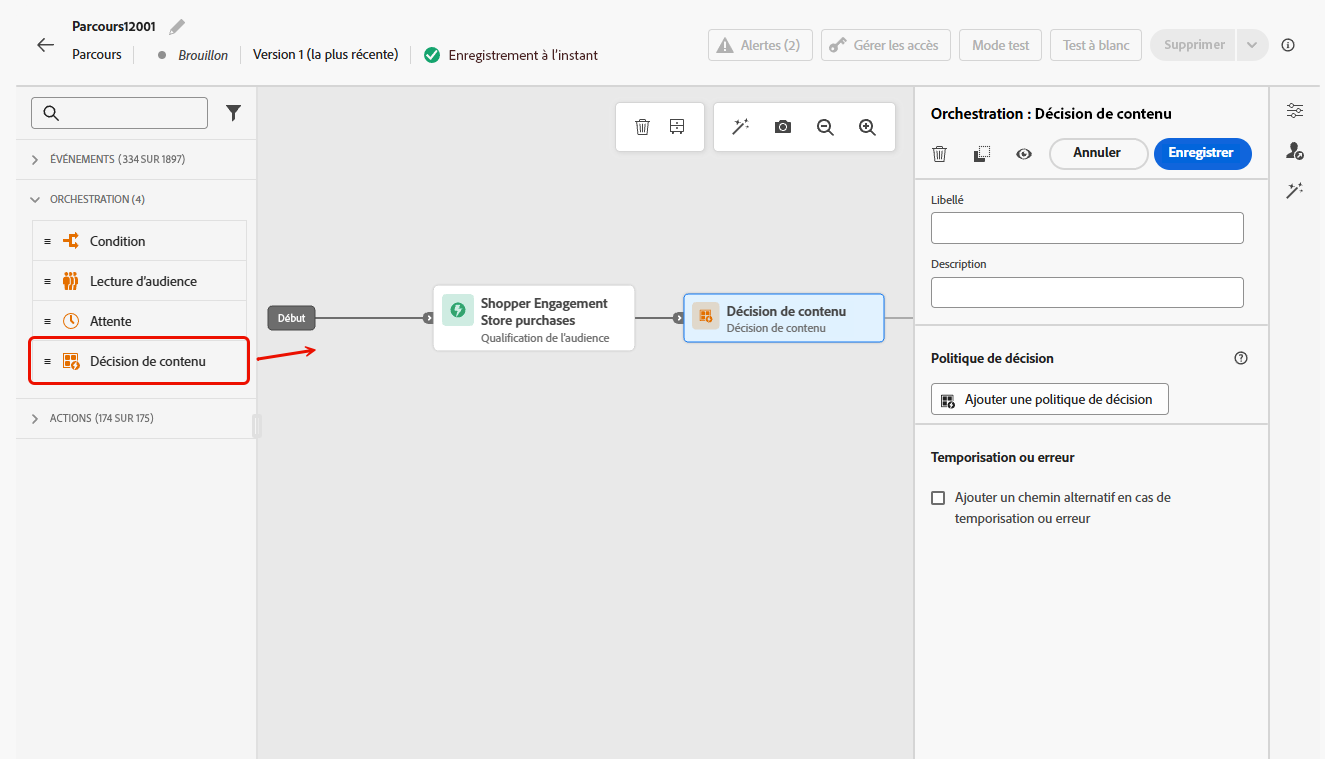 Parcours12001
Parcours
Brouillon
Version 1 (la plus récente)
Enregistrement à l'instant
Alertes (2)
Gérer les accès
Mode test
Test à blanc
Supprimer
ÉVÉNEMENTS (334 SUR 1897)
ORCHESTRATION (4)
Condition
Lecture d'audience
Attente
Décision de contenu
ACTIONS (174 SUR 175)
Début
Shopper Engagement
Store purchases
Qualification de l'audience
Décision de contenu
Décision de contenu
Orchestration : Décision de contenu
Annuler
Enregistrer
Libellé
Description
Politique de décision
Ajouter une politique de décision
Temporisation ou erreur
Ajouter un chemin alternatif en cas de
temporisation ou erreur